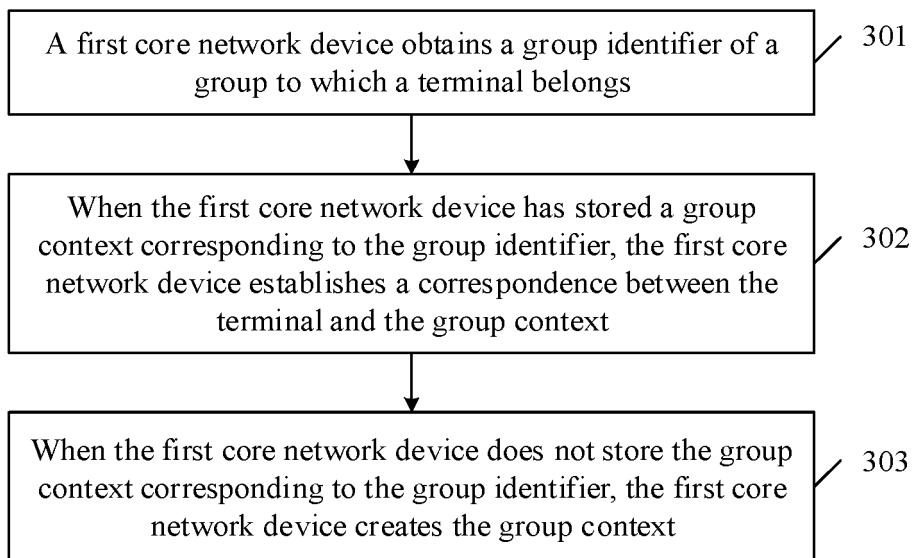 A first core network device obtains a group identifier of a
group to which a terminal belongs
301
When the first core network device has stored a group
context corresponding to the group identifier, the first core
network device establishes a correspondence between the
terminal and the group context
302
When the first core network device does not store the group
context corresponding to the group identifier, the first core
network device creates the group context
303